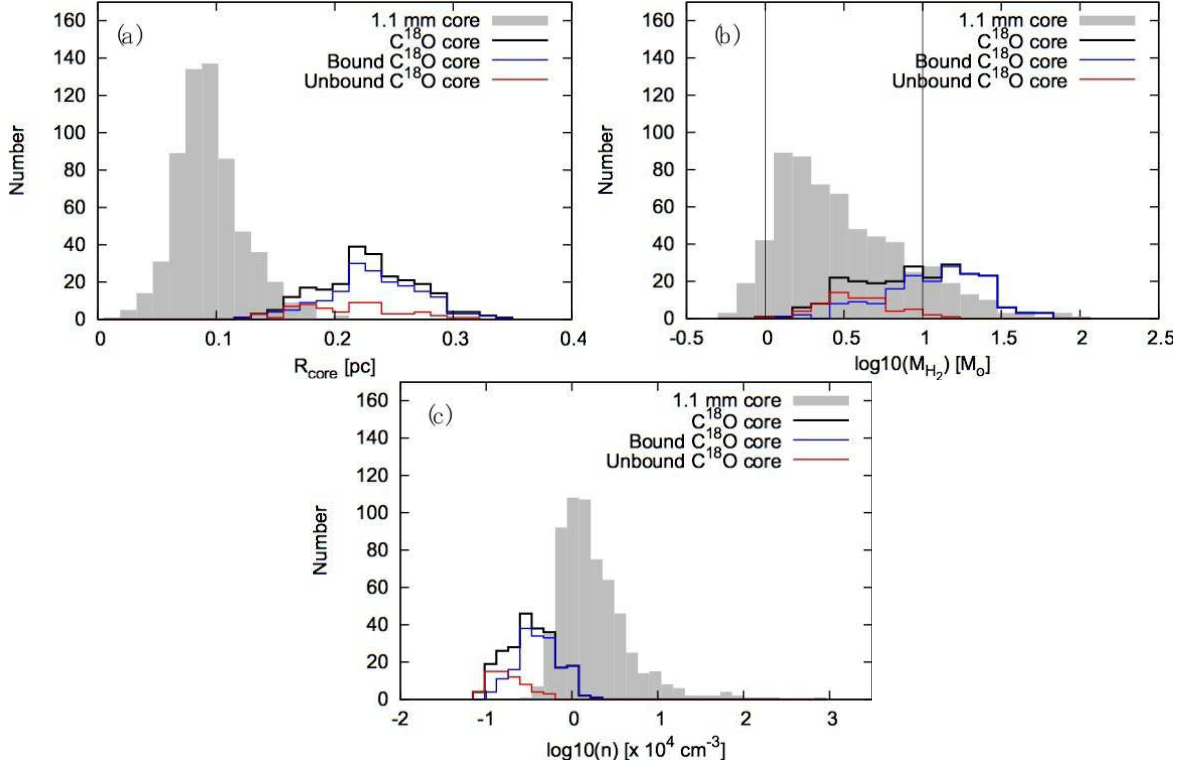 (a)
1.1 mm core
C18O core
Bound C18O core
Unbound C18O core
160
140
120
100
80
60
40
20
0
Number
0
0.1
0.2
0.3
0.4
Rcore [pc]
(b)
1.1 mm core
C18O core
Bound C18O core
Unbound C18O core
160
140
120
100
80
60
40
20
0
Number
-0.5
0
0.5
1
1.5
2
2.5
log10(MH2) [Mo]
(c)
1.1 mm core
C18O core
Bound C18O core
Unbound C18O core
160
140
120
100
80
60
40
20
0
Number
-2
-1
0
1
2
3
log10(n) [x 10^4 cm-3]